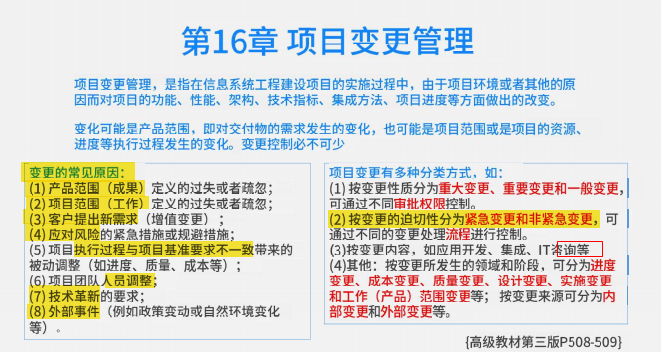 第16章 项目变更管理
项目变更管理，是指在信息系统工程建设项目的实施过程中，由于项目环境或者其他的原
因而对项目的功能、性能、架构、技术指标、集成方法、项目进度等方面做出的改变。
变化可能是产品范围，即对交付物的需求发生的变化，也可能是项目范围或是项目的资源、
进度等执行过程发生的变化。变更控制必不可少
变更的常见原因：
(1) 产品范围（成果）定义的过失或者疏忽；
(2) 项目范围（工作）定义的过失或者疏忽；
(3) 客户提出新需求（增值变更）；
(4) 应对风险的紧急措施或规避措施；
(5) 项目执行过程与项目基准要求不一致带来的
被动调整（如进度、质量、成本等）；
(6) 项目团队人员调整；
(7) 技术革新的要求；
(8) 外部事件（例如政策变动或自然环境变化
等）。
项目变更有多种分类方式，如：
(1) 按变更性质分为重大变更、重要变更和一般变更，
可通过不同审批权限控制。
(2) 按变更的迫切性分为紧急变更和非紧急变更，可
通过不同的变更处理流程进行控制。
(3)按变更内容，如应用开发、集成、IT咨询等
(4)其他：按变更所发生的领域和阶段，可分为进度
变更、成本变更、质量变更、设计变更、实施变更
和工作（产品）范围变更等； 按变更来源可分为内
部变更和外部变更等。
{高级教材第三版P508-509}